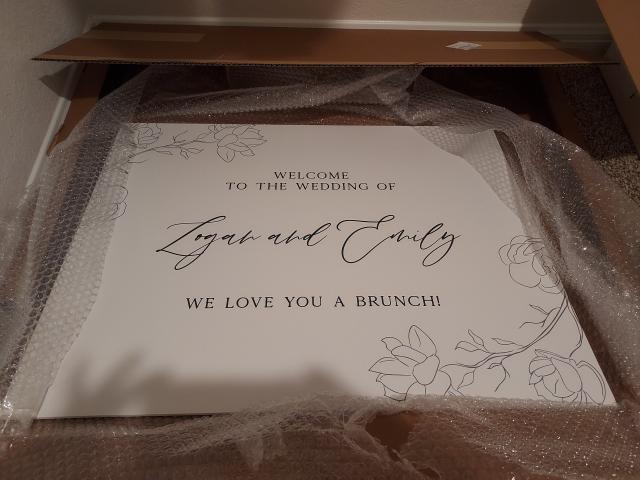 WELCOME
TO THE WEDDING OF
Logan and Emily
WE LOVE YOU A BRUNCH!